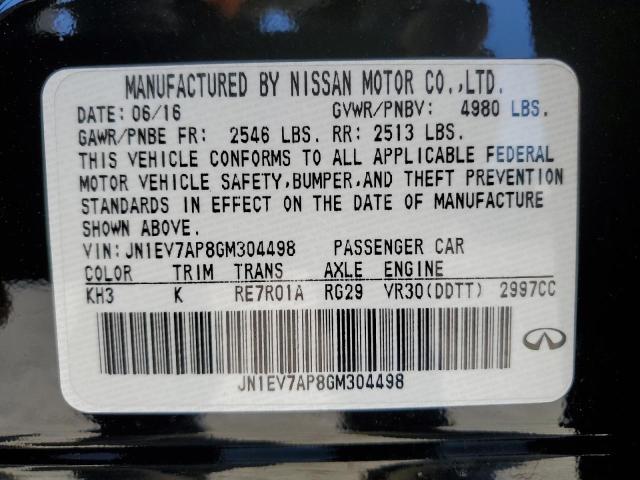 MANUFACTURED BY NISSAN MOTOR CO.,LTD.
DATE: 06/16 GVWR/PNBV: 4980 LBS.
GAWR/PNBE FR: 2546 LBS. RR: 2513 LBS.
THIS VEHICLE CONFORMS TO ALL APPLICABLE FEDERAL
MOTOR VEHICLE SAFETY,BUMPER,AND THEFT PREVENTION
STANDARDS IN EFFECT ON THE DATE OF MANUFACTURE
SHOWN ABOVE.
VIN: JN1EV7AP8GM304498 PASSENGER CAR
COLOR TRIM TRANS AXLE ENGINE
KH3 K RE7R01A RG29 VR30(DDTT) 2997CC
JN1EV7AP8GM304498